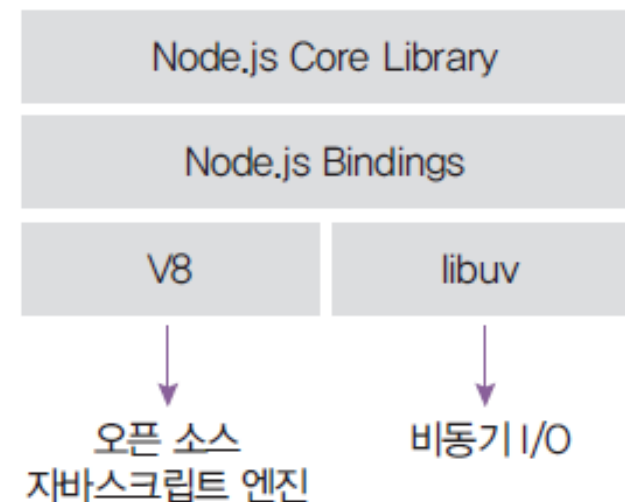 Node.js Core Library
Node.js Bindings
V8
libuv
오픈 소스
자바스크립트 엔진
비동기 I/O